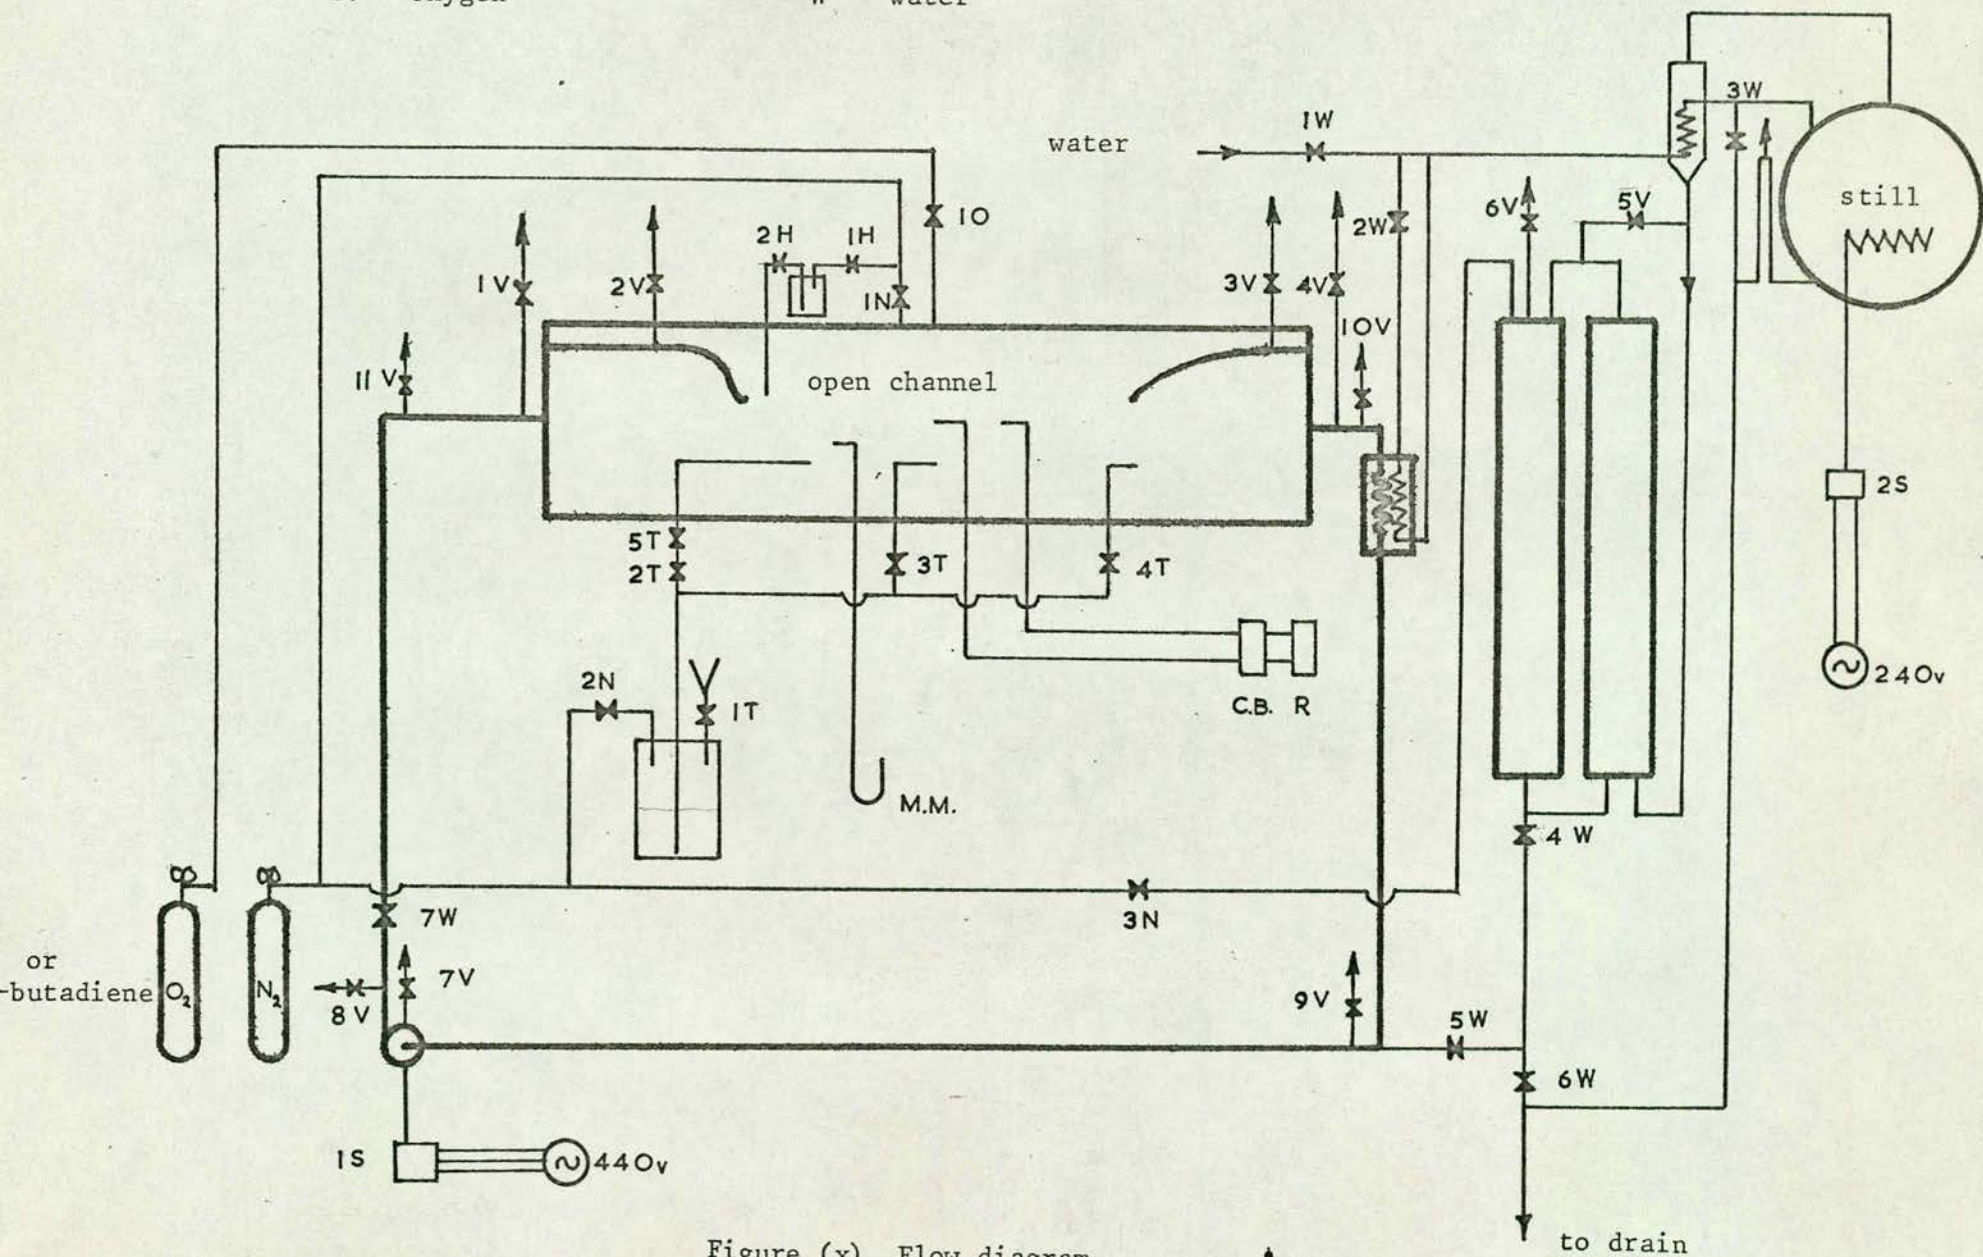 oxygen
water
3W
1W
water
still
6V
5V
1O
2W
2H
1H
1V
2V
1N
3V
4V
10V
11V
open channel
2S
5T
2T
3T
4T
240v
2N
1T
C.B.
R
M.M.
4 W
7W
3N
or
-butadiene
O2
N2
7V
8V
9V
5W
6W
1S
440v
Figure (x) Flow diagram
to drain